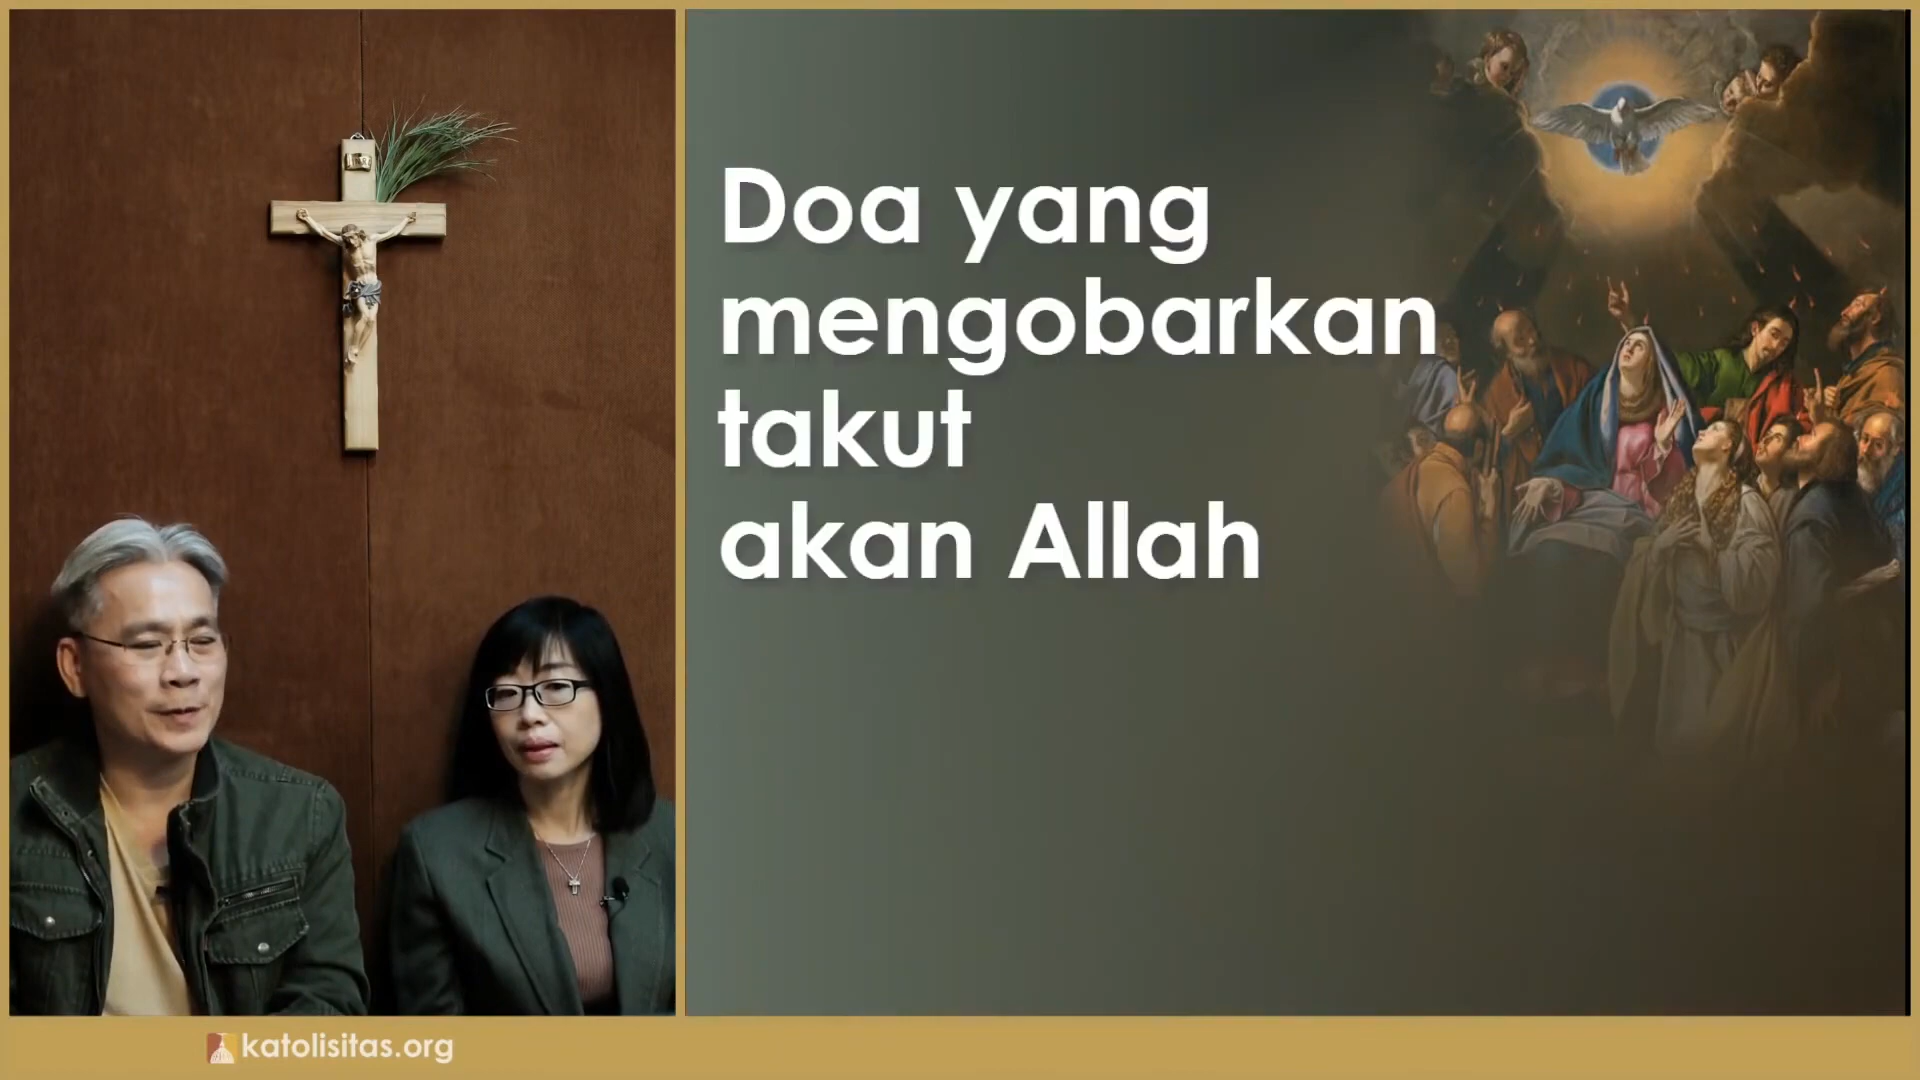 Doa yang
mengobarkan
takut
akan Allah
katolisitas.org